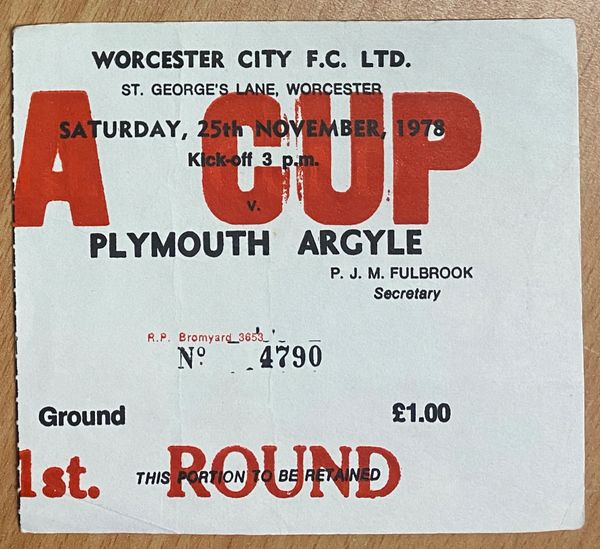 WORCESTER CITY F.C. LTD.
ST. GEORGE'S LANE, WORCESTER
A CUP
SATURDAY, 25th NOVEMBER, 1978
Kick-off 3 p.m.
v.
PLYMOUTH ARGYLE
P. J. M. FULBROOK
Secretary
R.P. Bromyard 3653
Nº 4790
Ground £1.00
1st. ROUND
THIS PORTION TO BE RETAINED